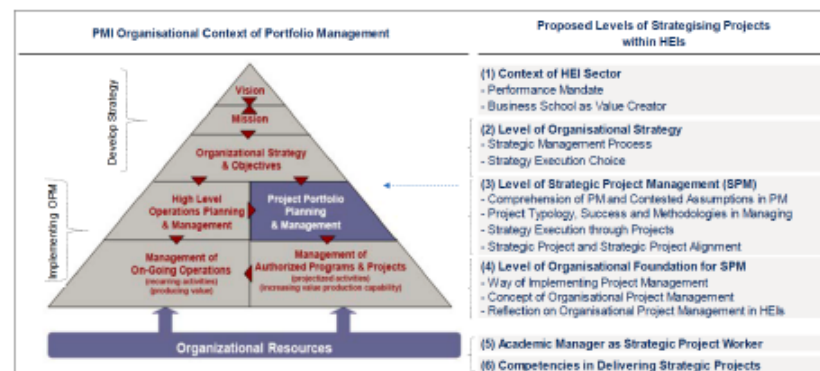 PMI Organisational Context of Portfolio Management
Proposed Levels of Strategising Projects
within HEIs
Develop Strategy
Implementing OPM
Vision
Mission
Organizational Strategy
& Objectives
High Level
Operations Planning
& Management
Project Portfolio
Planning
& Management
Management of
On-Going Operations
(recurring activities)
(producing value)
Management of
Authorized Programs & Projects
(projectized activities)
(increasing value production capability)
Organizational Resources
(1) Context of HEI Sector
- Performance Mandate
- Business School as Value Creator
(2) Level of Organisational Strategy
- Strategic Management Process
- Strategy Execution Choice
(3) Level of Strategic Project Management (SPM)
- Comprehension of PM and Contested Assumptions in PM
- Project Typology, Success and Methodologies in Managing
- Strategy Execution through Projects
- Strategic Project and Strategic Project Alignment
(4) Level of Organisational Foundation for SPM
- Way of Implementing Project Management
- Concept of Organisational Project Management
- Reflection on Organisational Project Management in HEIs
(5) Academic Manager as Strategic Project Worker
(6) Competencies in Delivering Strategic Projects